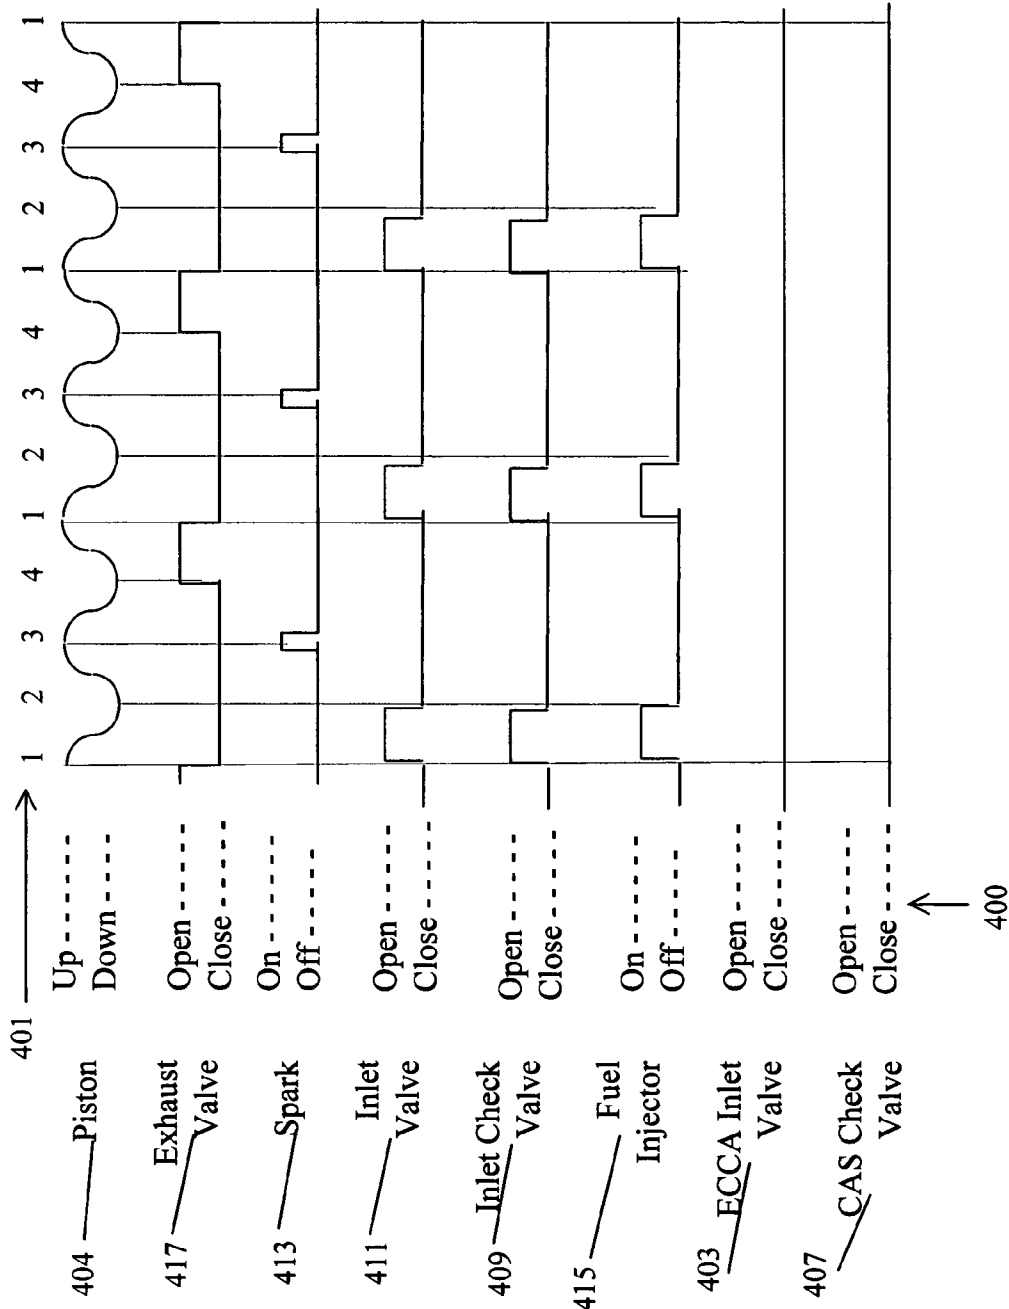 401 1 2 3 4 1 2 3 4 1 2 3 4 1
404 Piston Up
Down
417 Exhaust Open
Valve Close
413 Spark On
Off
411 Inlet Open
Valve Close
409 Inlet Check Open
Valve Close
415 Fuel On
Injector Off
403 ECCA Inlet Open
Valve Close
407 CAS Check Open
Valve Close
400